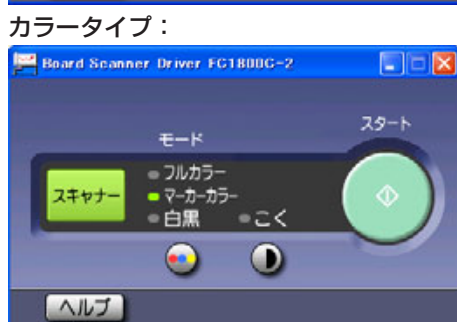 カラータイプ：
Board Scanner Driver FC1800C-2
モード
スタート
スキャナー
フルカラー
マーカーカラー
白黒 こく
ヘルプ